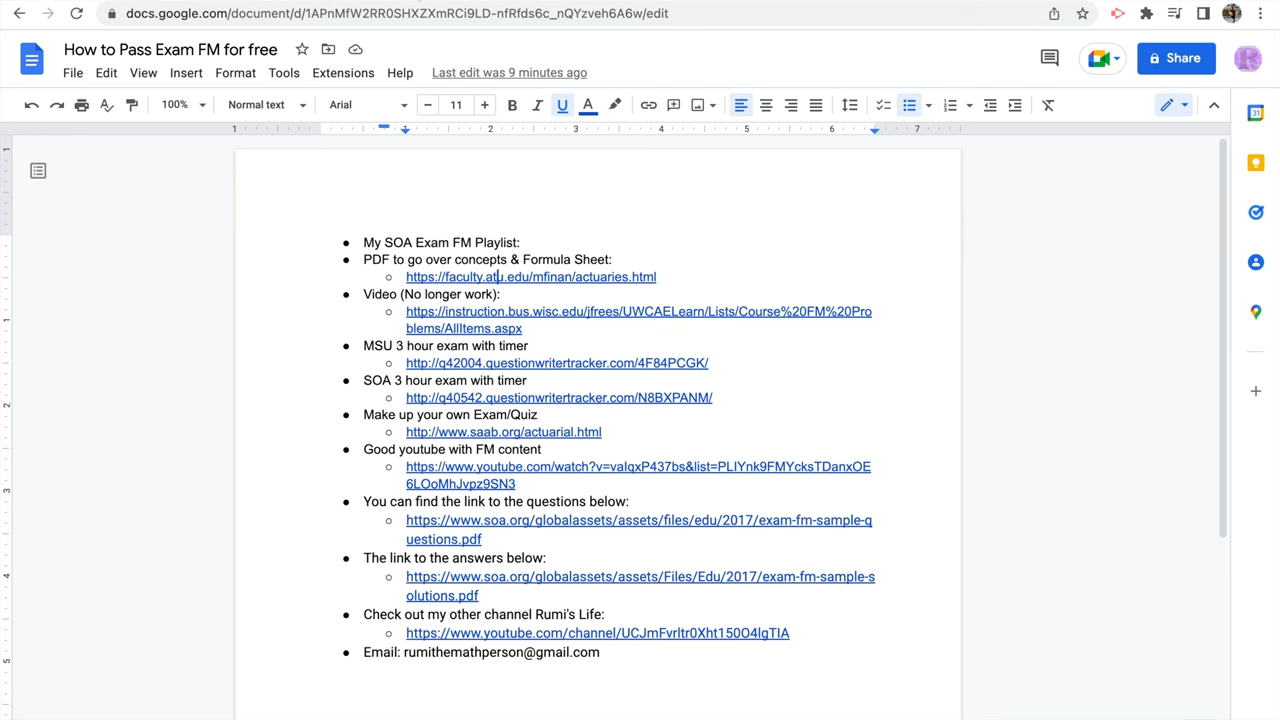 docs.google.com/document/d/1APnMfW2RR0SHXZXmRCi9LD-nfRfds6c_nQYzveh6A6w/edit
How to Pass Exam FM for free
File Edit View Insert Format Tools Extensions Help Last edit was 9 minutes ago
Share
100% Normal text Arial 11
1 1 2 3 4 5 6 7
My SOA Exam FM Playlist:
PDF to go over concepts & Formula Sheet:
https://faculty.atu.edu/mfinan/actuaries.html
Video (No longer work):
https://instruction.bus.wisc.edu/jfrees/UWCAELearn/Lists/Course%20FM%20Pro
blems/AllItems.aspx
MSU 3 hour exam with timer
http://q42004.questionwritertracker.com/4F84PCGK/
SOA 3 hour exam with timer
http://q40542.questionwritertracker.com/N8BXPANM/
Make up your own Exam/Quiz
http://www.saab.org/actuarial.html
Good youtube with FM content
https://www.youtube.com/watch?v=vaIqxP437bs&list=PLIYnk9FMYcksTDanxOE
6LOoMhJvpz9SN3
You can find the link to the questions below:
https://www.soa.org/globalassets/assets/files/edu/2017/exam-fm-sample-q
uestions.pdf
The link to the answers below:
https://www.soa.org/globalassets/assets/Files/Edu/2017/exam-fm-sample-s
olutions.pdf
Check out my other channel Rumi's Life:
https://www.youtube.com/channel/UCJmFvrltr0Xht150O4lgTIA
Email: rumithemathperson@gmail.com